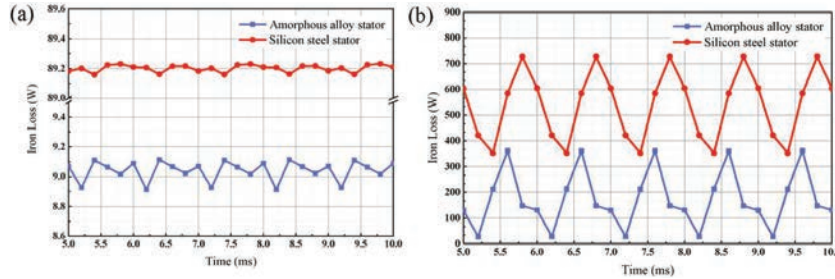 (a)
Amorphous alloy stator
Silicon steel stator
Iron Loss (W)
89.6
89.4
89.2
89.0
9.4
9.2
9.0
8.8
8.6
5.0 5.5 6.0 6.5 7.0 7.5 8.0 8.5 9.0 9.5 10.0
Time (ms)
(b)
Amorphous alloy stator
Silicon steel stator
Iron Loss (W)
900
800
700
600
500
400
300
200
100
0
5.0 5.5 6.0 6.5 7.0 7.5 8.0 8.5 9.0 9.5 10.0
Time (ms)